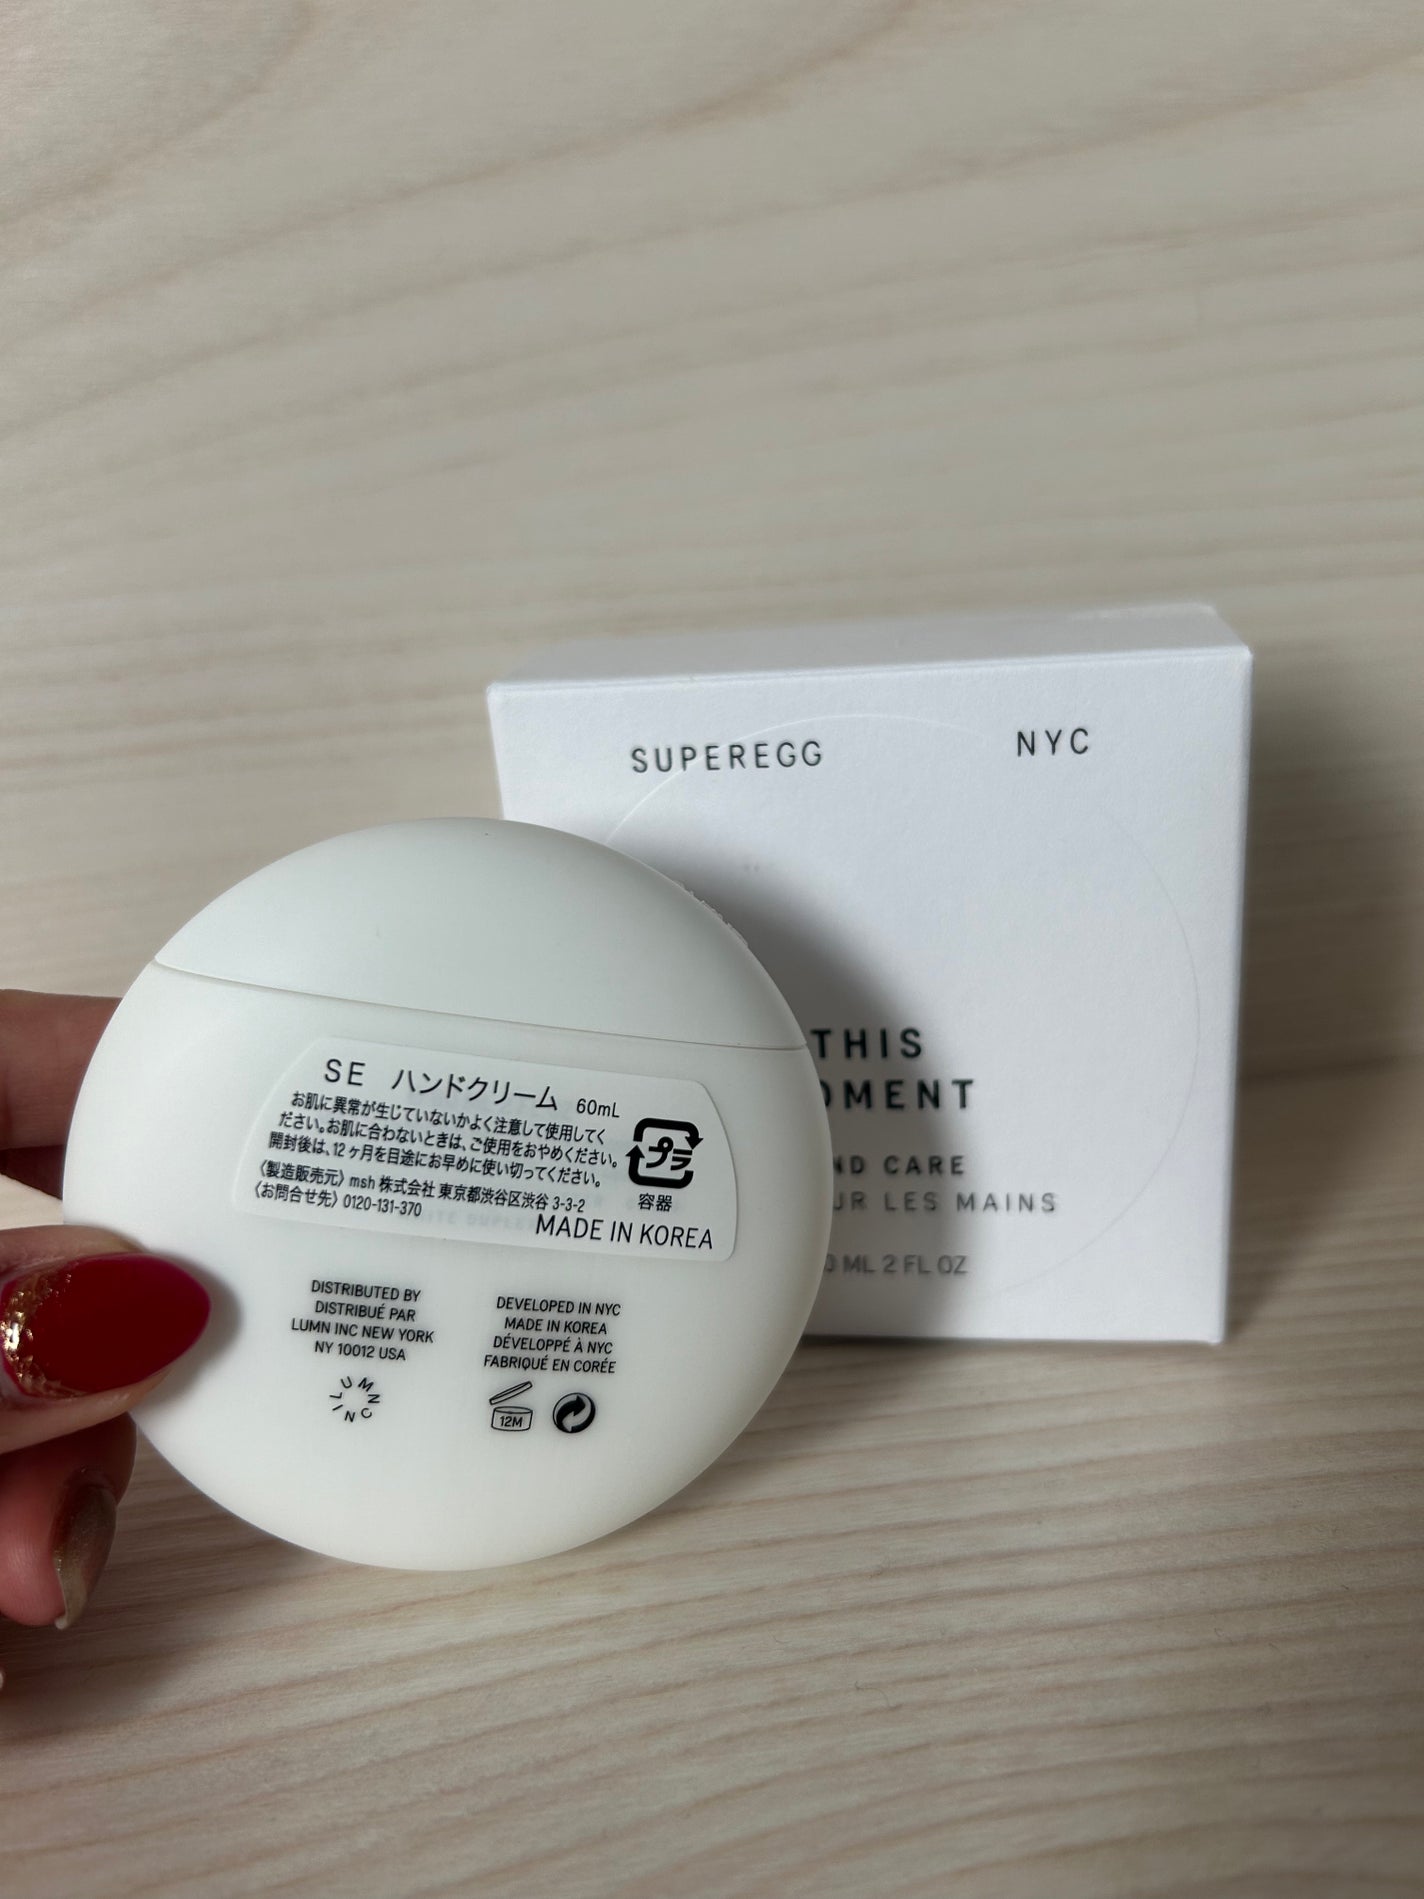 SUPEREGG NYC
THIS
MENT
CARE
LES MAINS
ML 2 FL OZ
SE ハンドクリーム 60mL
お肌に異常が生じていないかよく注意して使用してく
ださい。お肌に合わないときは、ご使用をおやめください。
開封後は、12ヶ月を目途にお早めに使い切ってください。
〈製造販売元〉msh 株式会社 東京都渋谷区渋谷 3-3-2
〈お問合せ先〉0120-131-370
MADE IN KOREA
プラ
容器
DISTRIBUTED BY
DISTRIBUÉ PAR
LUMN INC NEW YORK
NY 10012 USA
LUMN INC
DEVELOPED IN NYC
MADE IN KOREA
DÉVELOPPÉ À NYC
FABRIQUÉ EN CORÉE
12M